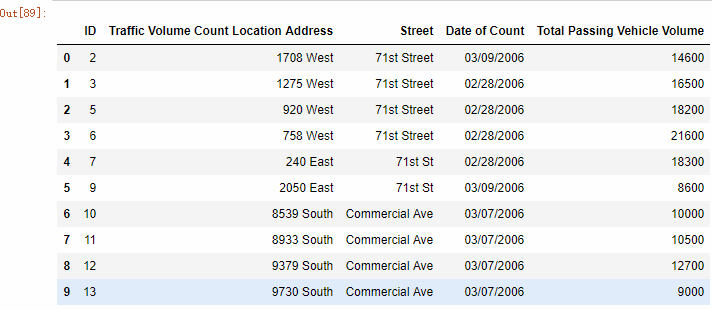 Out[89]:
ID Traffic Volume Count Location Address Street Date of Count Total Passing Vehicle Volume
0 2 1708 West 71st Street 03/09/2006 14600
1 3 1275 West 71st Street 02/28/2006 16500
2 5 920 West 71st Street 02/28/2006 18200
3 6 758 West 71st Street 02/28/2006 21600
4 7 240 East 71st St 02/28/2006 18300
5 9 2050 East 71st St 03/09/2006 8600
6 10 8539 South Commercial Ave 03/07/2006 10000
7 11 8933 South Commercial Ave 03/07/2006 10500
8 12 9379 South Commercial Ave 03/07/2006 12700
9 13 9730 South Commercial Ave 03/07/2006 9000